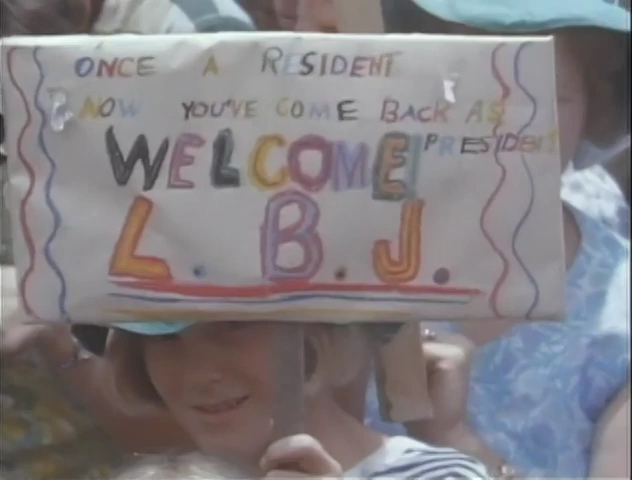 ONCE A RESIDENT
NOW YOU'VE COME BACK AS
PRESIDENT
WELCOME
L.B.J.